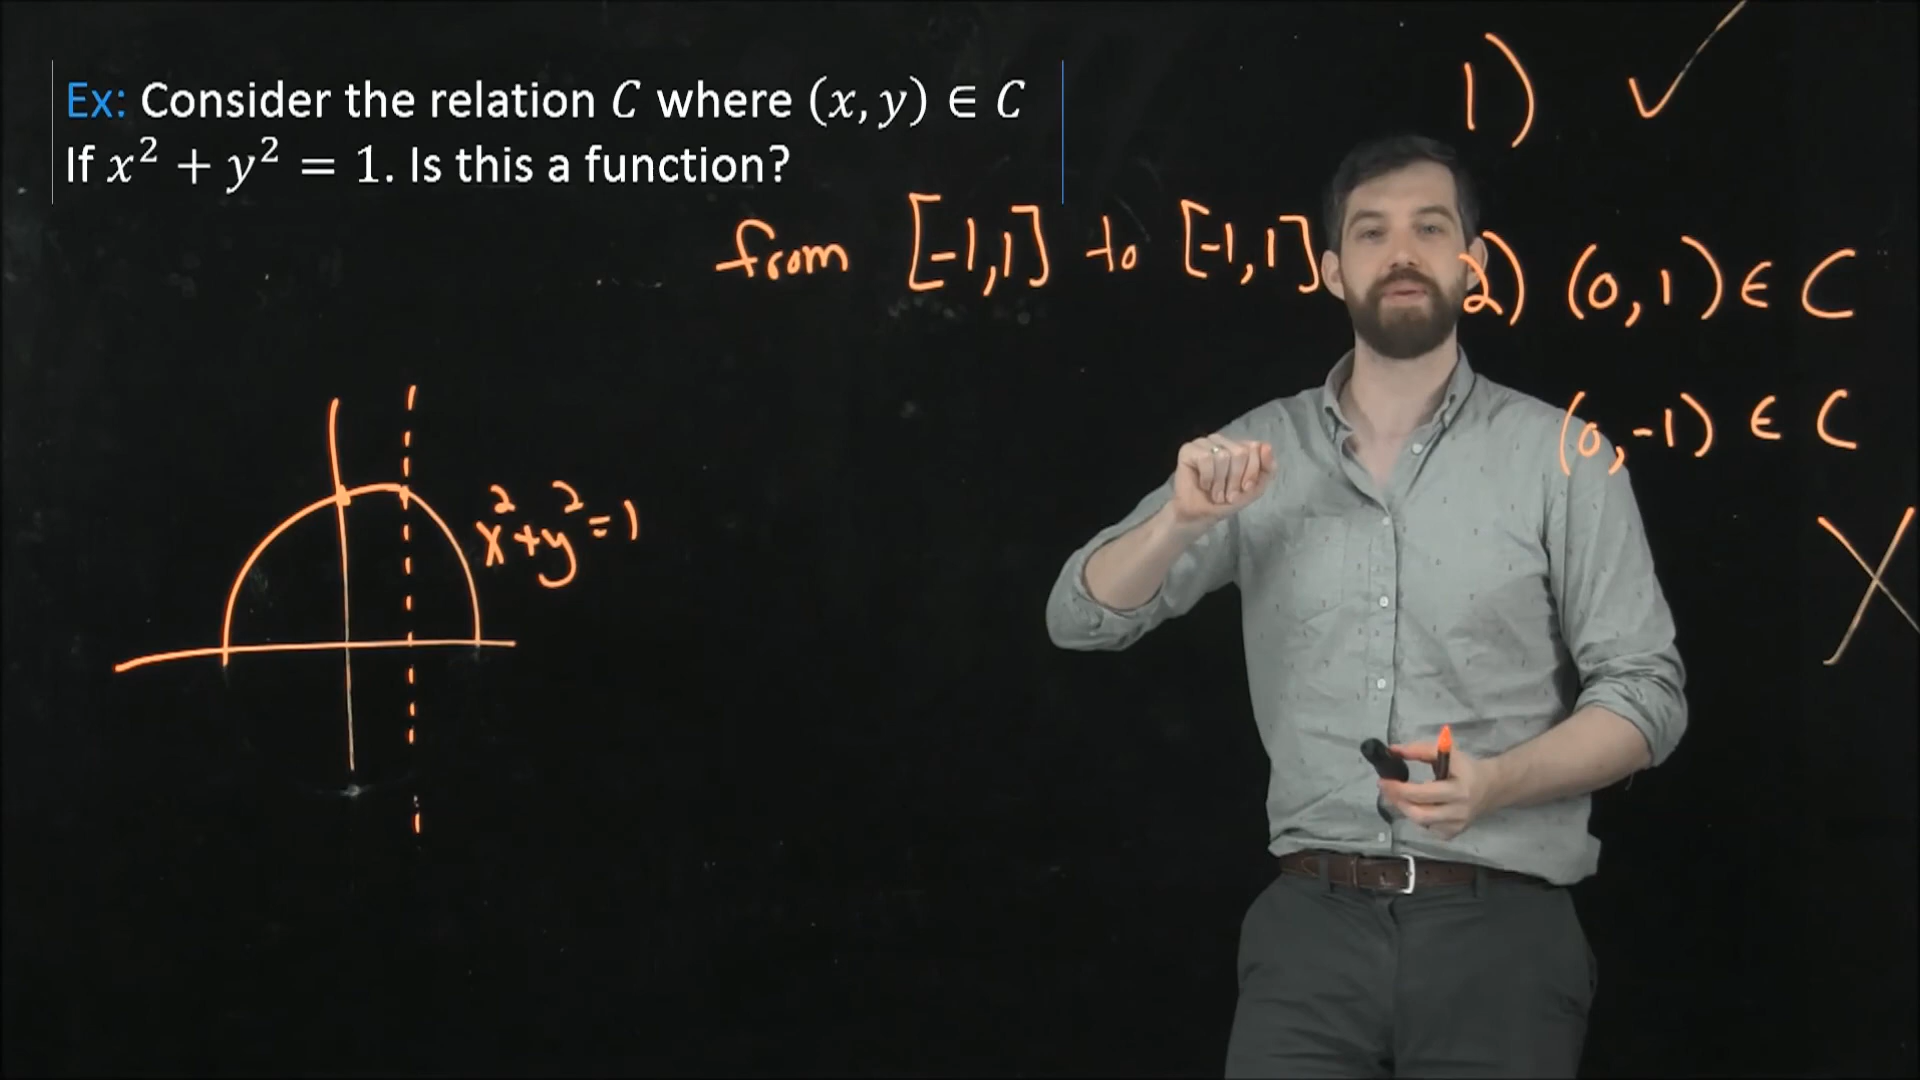 Ex: Consider the relation C where (x, y) ∈ C
If x² + y² = 1. Is this a function?
from [-1,1] to [-1,1]
1) ✓
2) (0,1) ∈ C
(0,-1) ∈ C
X
x²+y²=1